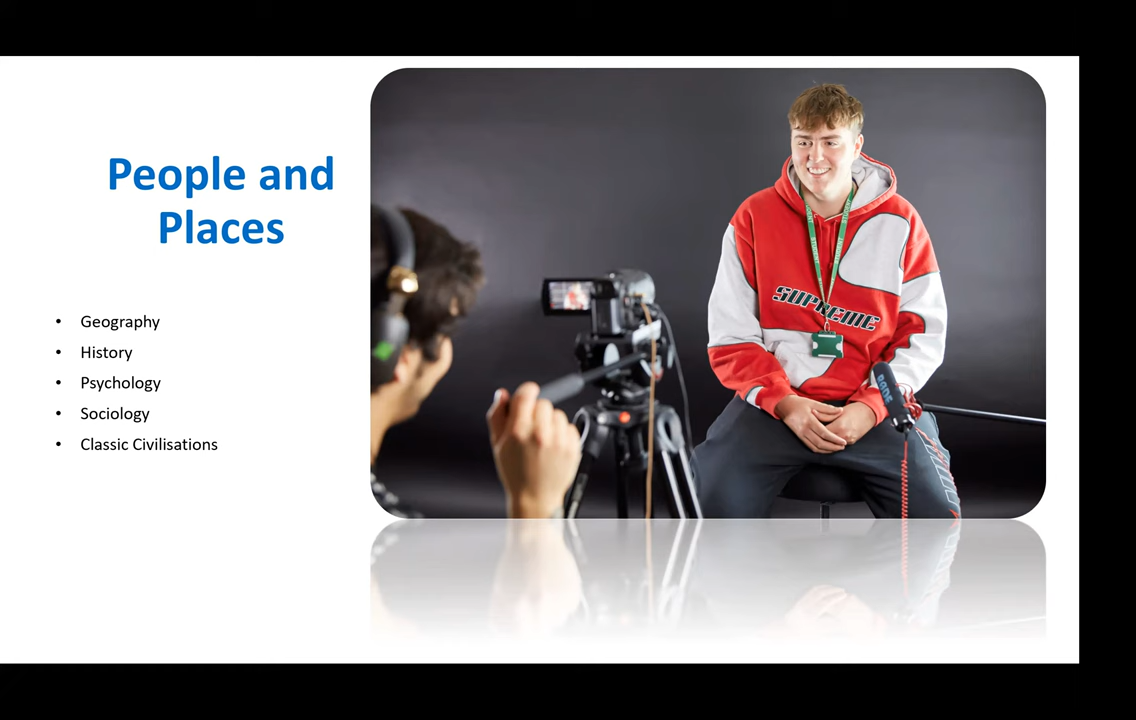 People and
Places
• Geography
• History
• Psychology
• Sociology
• Classic Civilisations
SUPREME
RØDE